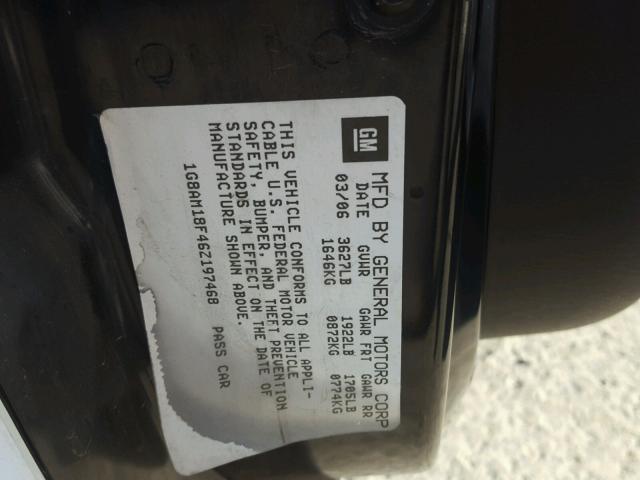 GM MFD BY GENERAL MOTORS CORP
DATE GVWR GAWR FRT GAWR RR
03/06 3627LB 1922LB 1705LB
1646KG 0872KG 0774KG
THIS VEHICLE CONFORMS TO ALL APPLI-
CABLE U.S. FEDERAL MOTOR VEHICLE
SAFETY, BUMPER, AND THEFT PREVENTION
STANDARDS IN EFFECT ON THE DATE OF
MANUFACTURE SHOWN ABOVE.
1G8AM18F46Z197468 PASS CAR